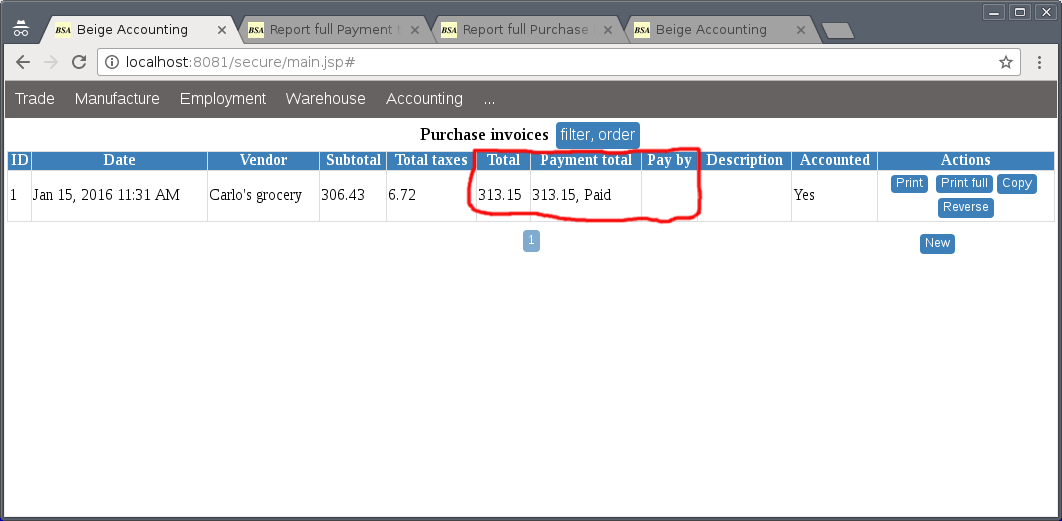 BSA Beige Accounting BSA Report full Payment BSA Report full Purchase BSA Beige Accounting
localhost:8081/secure/main.jsp#
Trade Manufacture Employment Warehouse Accounting ...
Purchase invoices filter, order
ID Date Vendor Subtotal Total taxes Total Payment total Pay by Description Accounted Actions
1 Jan 15, 2016 11:31 AM Carlo's grocery 306.43 6.72 313.15 313.15, Paid Yes Print Print full Copy
Reverse
1 New